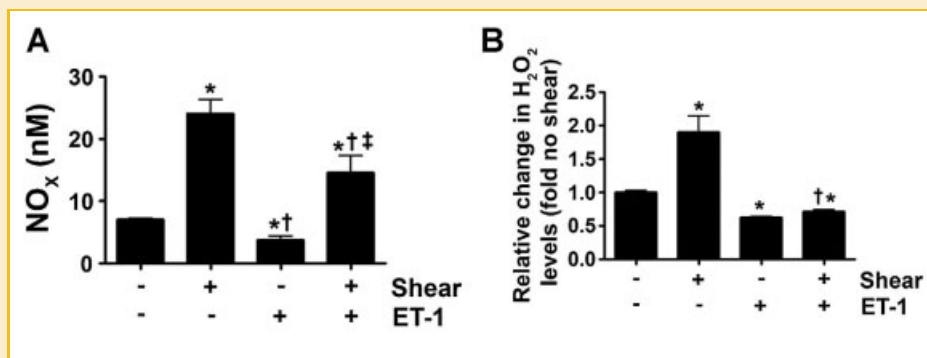 A
NOX (nM)
30
20
10
0
*
*†
*†‡
- + - + Shear
- - + + ET-1
B
Relative change in H2O2
levels (fold no shear)
2.5
2.0
1.5
1.0
0.5
0.0
*
*
†*
- + - + Shear
- - + + ET-1